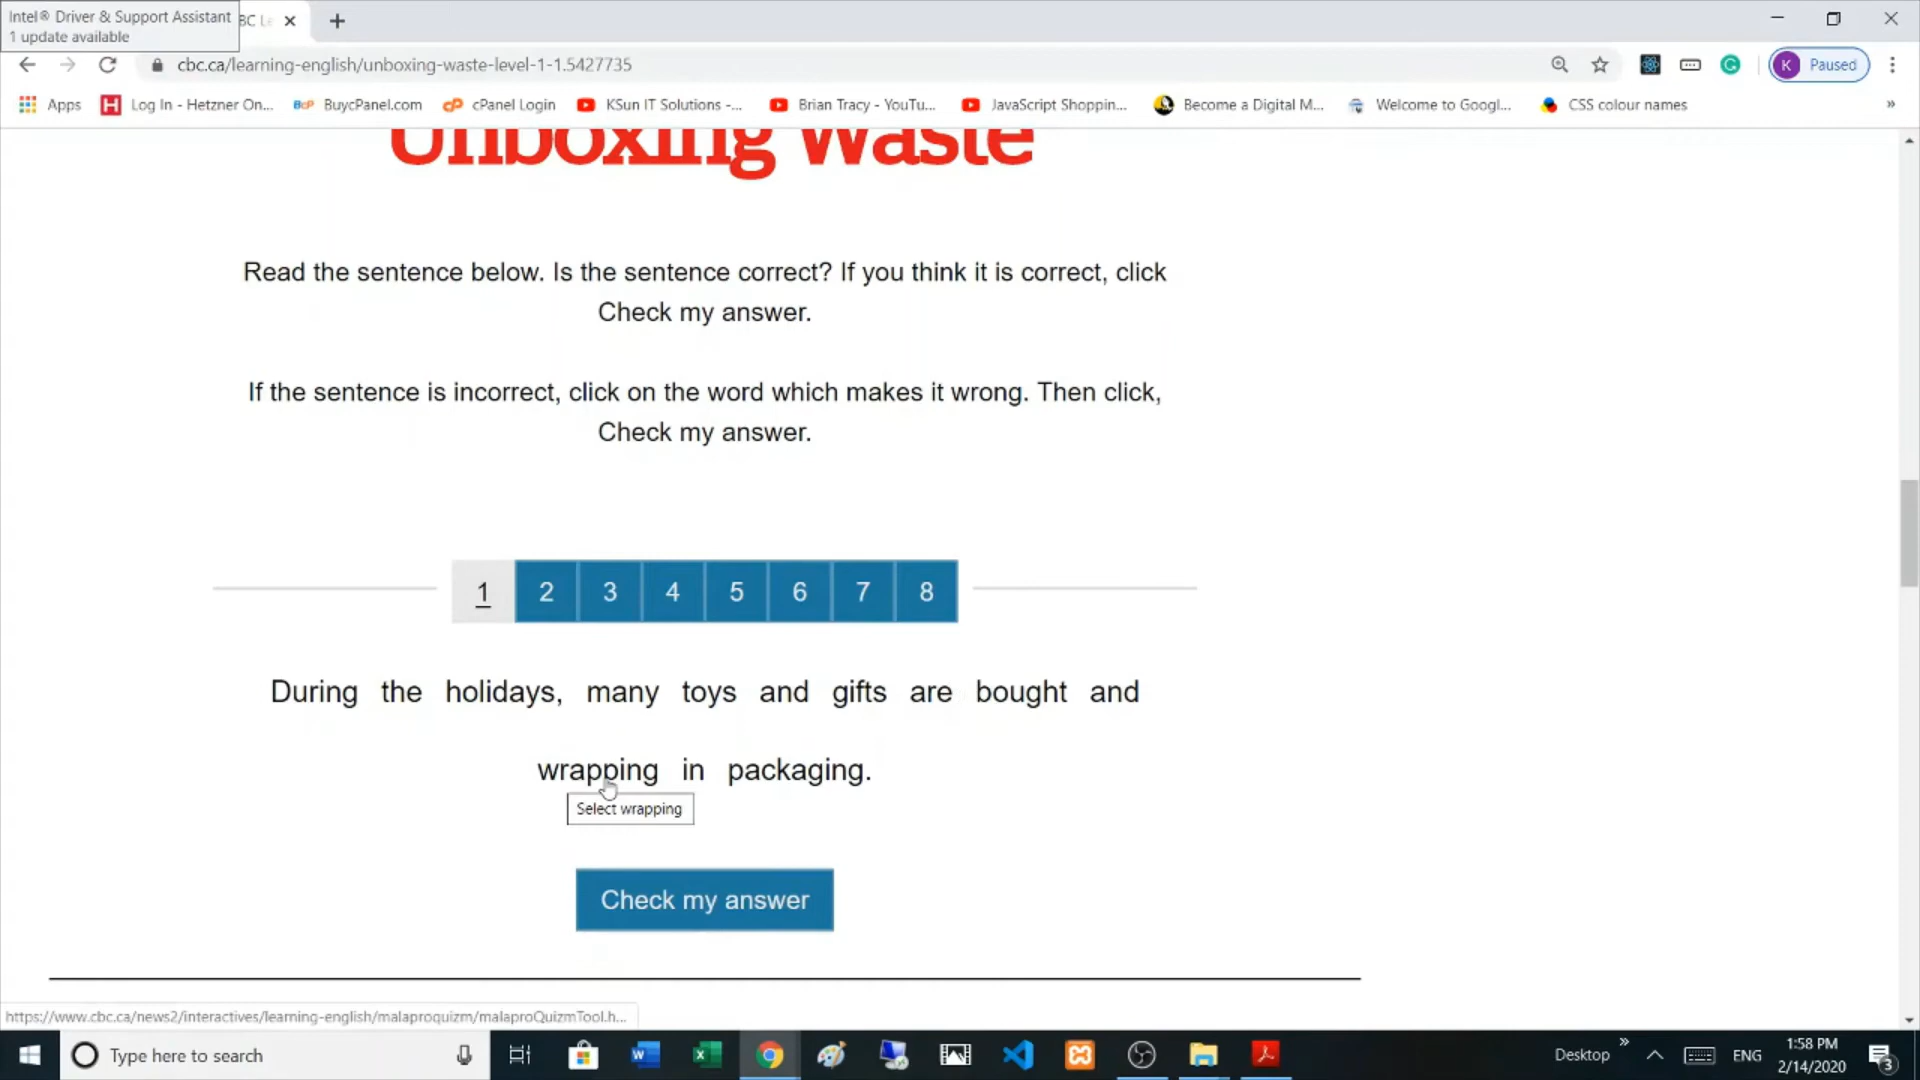 Intel® Driver & Support Assistant
1 update available
BC Le
cbc.ca/learning-english/unboxing-waste-level-1-1.5427735
K Paused
Apps
Log In - Hetzner On...
BuycPanel.com
cPanel Login
KSun IT Solutions -...
Brian Tracy - YouTu...
JavaScript Shoppin...
Become a Digital M...
Welcome to Googl...
CSS colour names
»
Unboxing Waste
Read the sentence below. Is the sentence correct? If you think it is correct, click
Check my answer.
If the sentence is incorrect, click on the word which makes it wrong. Then click,
Check my answer.
1 2 3 4 5 6 7 8
During the holidays, many toys and gifts are bought and
wrapping in packaging.
Select wrapping
Check my answer
https://www.cbc.ca/news2/interactives/learning-english/malaproquizm/malaproQuizmTool.h...
Type here to search
Desktop
»
ENG
1:58 PM
2/14/2020
3